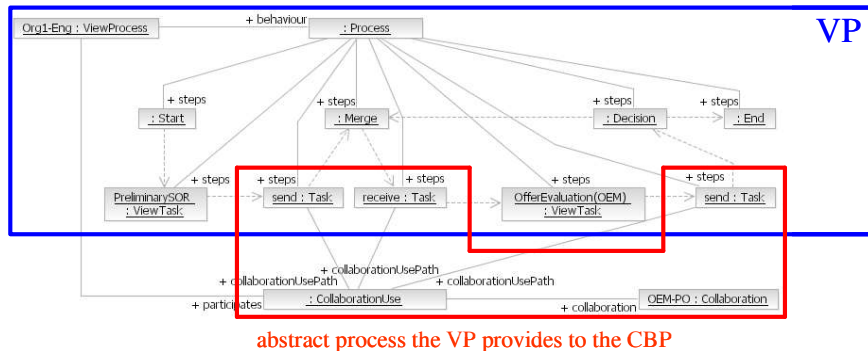 VP
Org1-Eng : ViewProcess
+ behaviour
: Process
+ steps
+ steps
+ steps
+ steps
: Start
: Merge
: Decision
: End
+ steps
+ steps
+ steps
+ steps
+ steps
PreliminarySOR
: ViewTask
send : Task
receive : Task
OfferEvaluation(OEM)
: ViewTask
send : Task
+ collaborationUsePath
+ collaborationUsePath
+ collaborationUsePath
+ participates
: CollaborationUse
+ collaboration
OEM-PO : Collaboration
abstract process the VP provides to the CBP